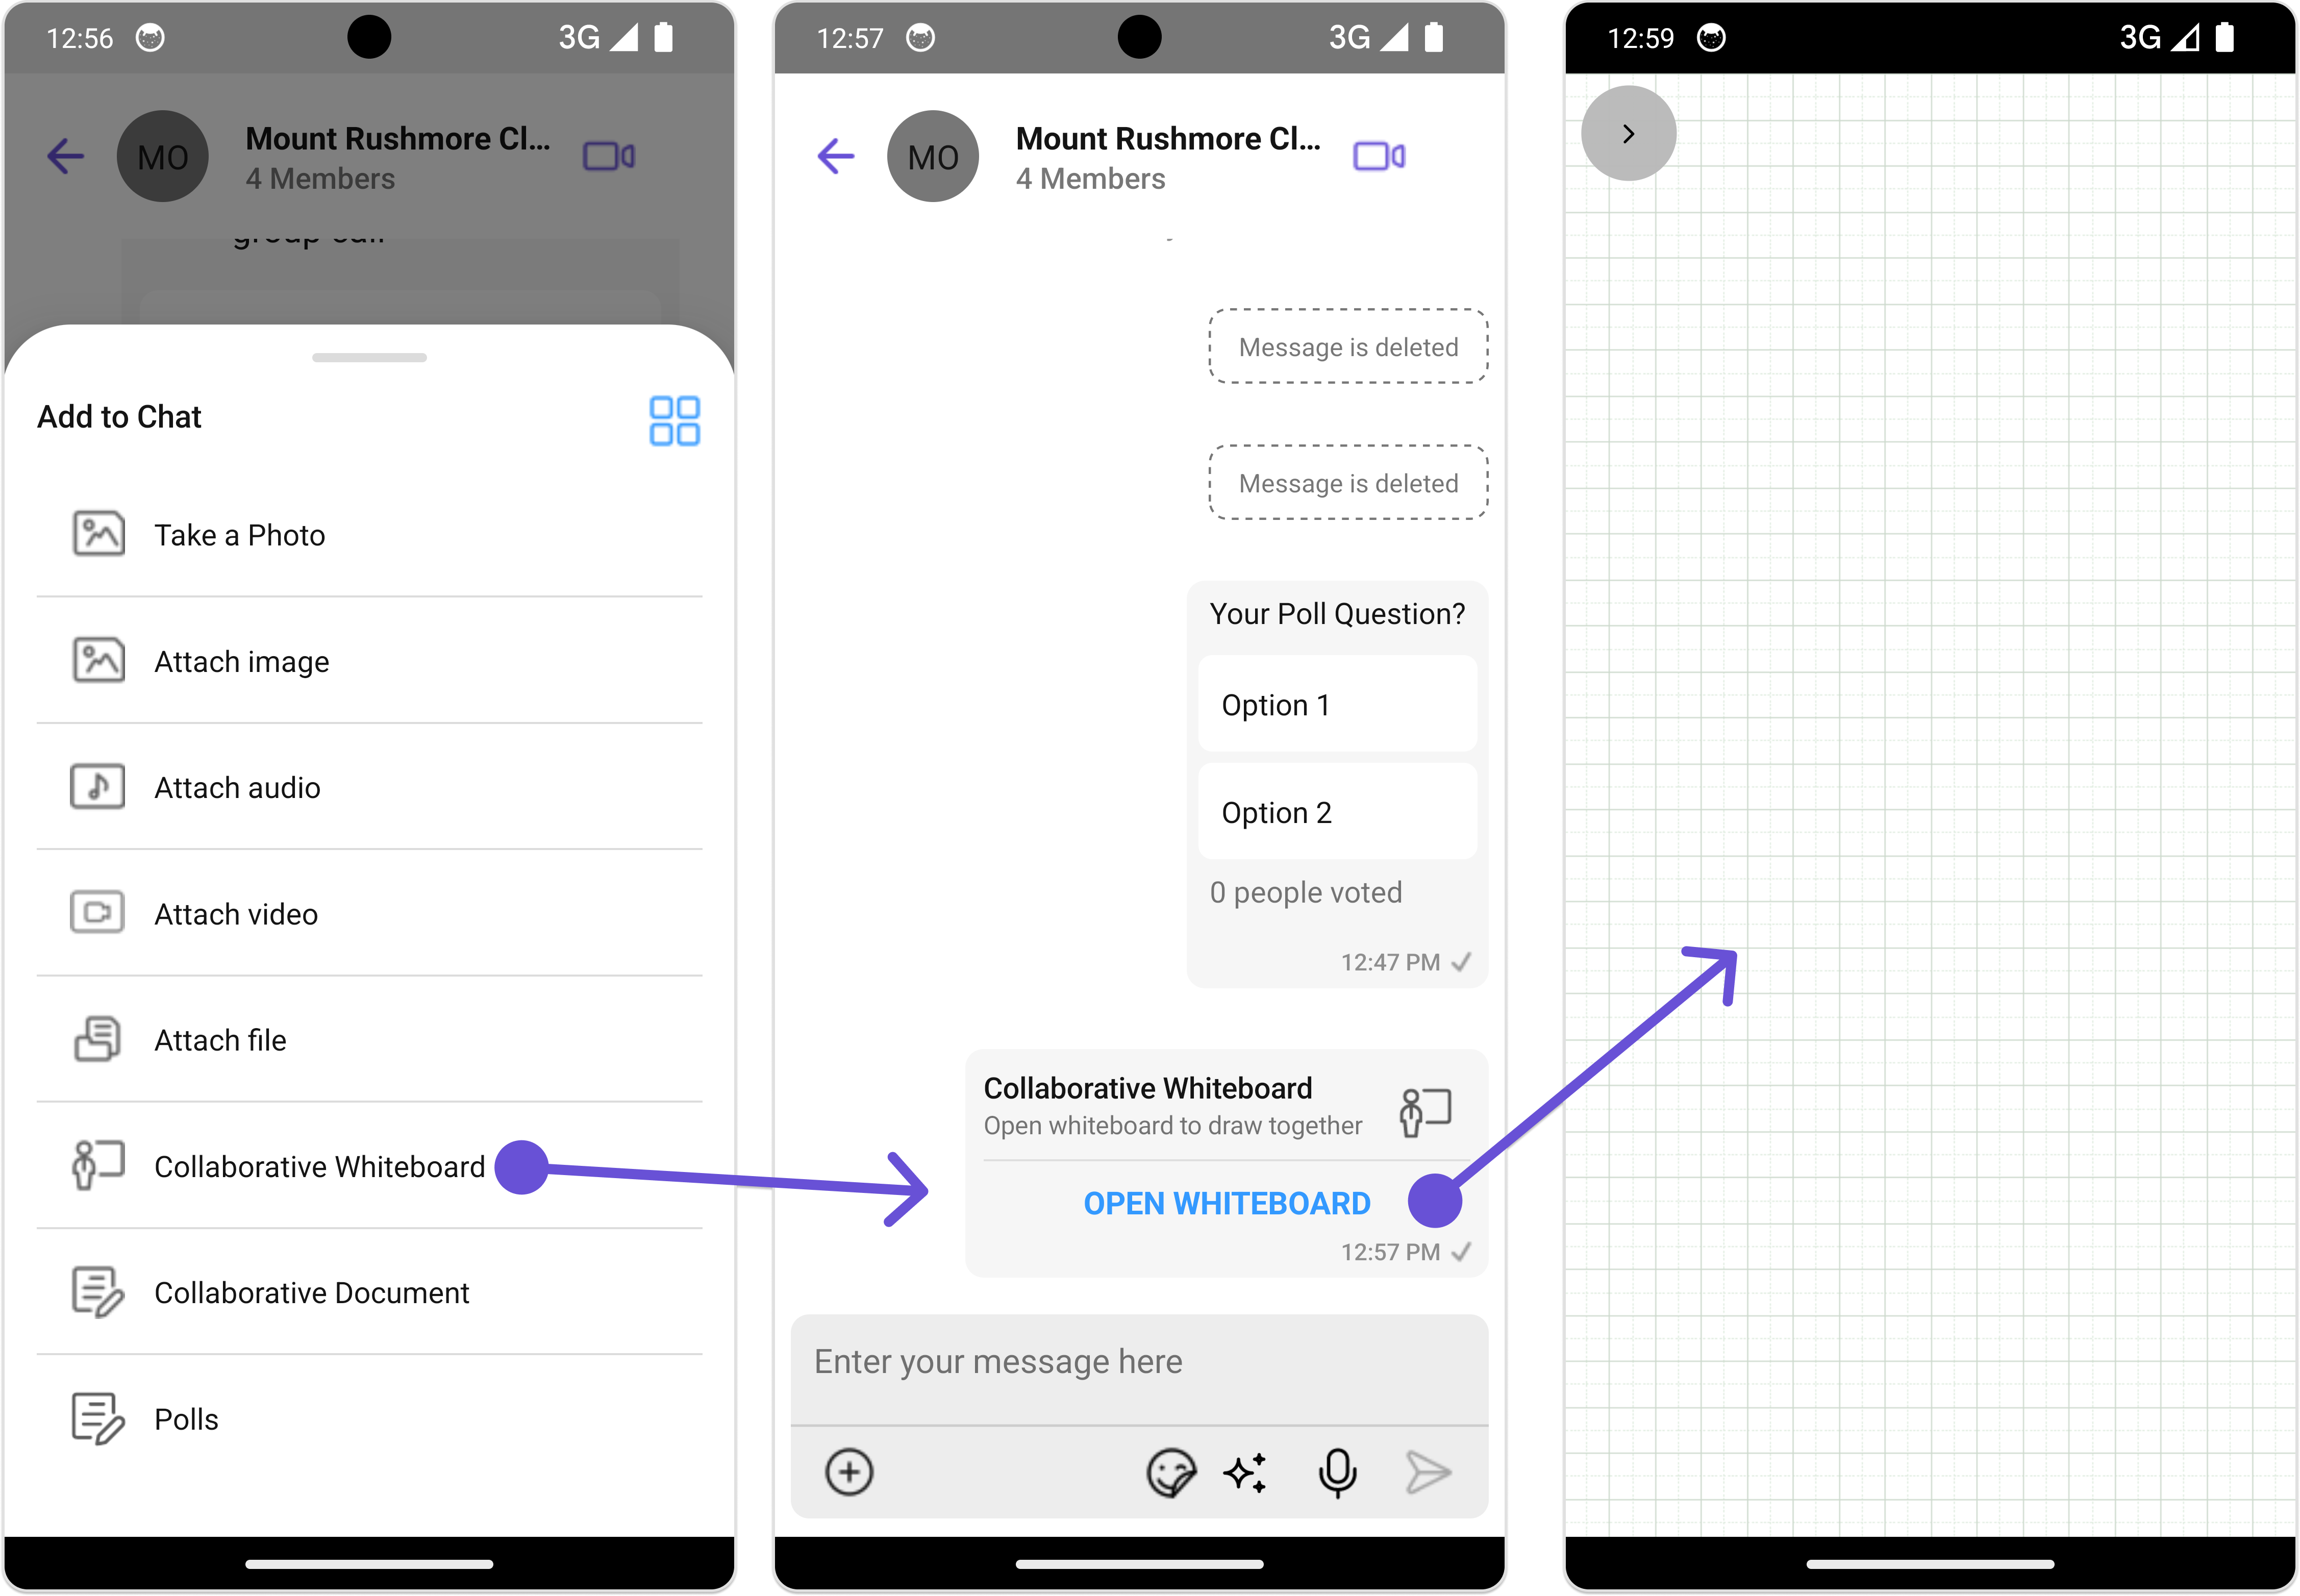 12:56
3G
MO
Mount Rushmore Cl...
4 Members
group call
Add to Chat
Take a Photo
Attach image
Attach audio
Attach video
Attach file
Collaborative Whiteboard
Collaborative Document
Polls
12:57
3G
MO
Mount Rushmore Cl...
4 Members
Message is deleted
Message is deleted
Your Poll Question?
Option 1
Option 2
0 people voted
12:47 PM
Collaborative Whiteboard
Open whiteboard to draw together
OPEN WHITEBOARD
12:57 PM
Enter your message here
12:59
3G